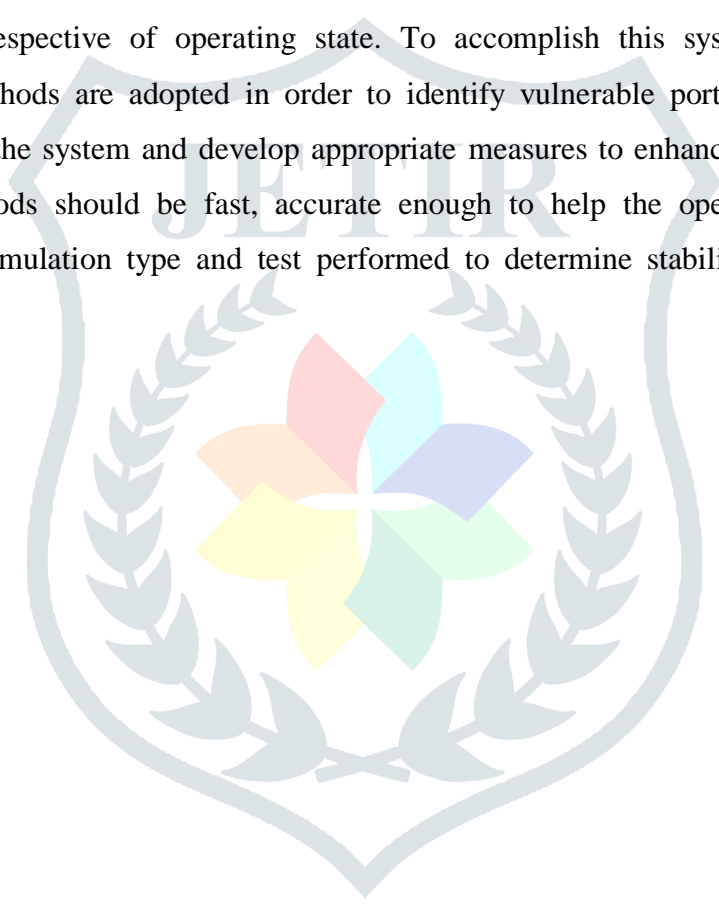 espective of operating state. To accomplish this sys
hods are adopted in order to identify vulnerable port
the system and develop appropriate measures to enhanc
ods should be fast, accurate enough to help the ope
JETIR
mulation type and test performed to determine stabili